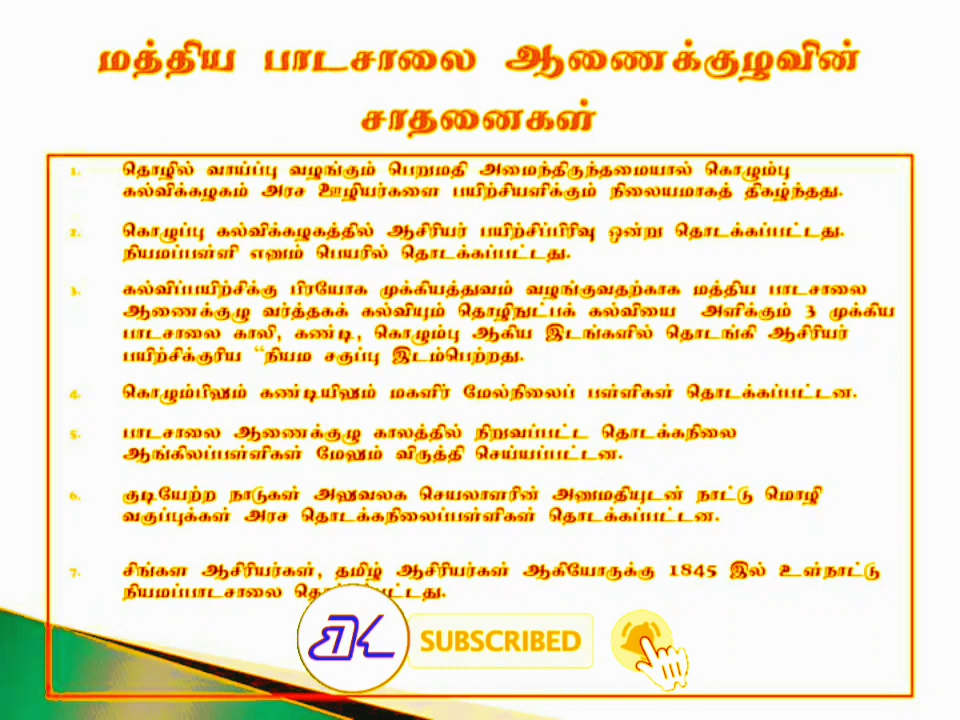 மத்திய பாடசாலை ஆணைக்குழவின்
சாதனைகள்
1. தொழில் வாய்ப்பு வழங்கும் பெறுமதி அமைந்திருந்தமையால் கொழும்பு
கல்விக்கழகம் அரச ஊழியர்களை பயிற்சியளிக்கும் நிலையமாகத் திகழ்ந்தது.
2. கொழுப்பு கல்விக்கழகத்தில் ஆசிரியர் பயிற்சிப்பிரிவு ஒன்று தொடக்கப்பட்டது.
நியமப்பள்ளி எனும் பெயரில் தொடக்கப்பட்டது.
3. கல்விப்பயிற்சிக்கு பிரயோக முக்கியத்துவம் வழங்குவதற்காக மத்திய பாடசாலை
ஆணைக்குழு வர்த்தகக் கல்வியும் தொழிநுட்பக் கல்வியை அளிக்கும் 3 முக்கிய
பாடசாலை காலி, கண்டி, கொழும்பு ஆகிய இடங்களில் தொடங்கி ஆசிரியர்
பயிற்சிக்குரிய “நியம சகுப்பு இடம்பெற்றது.
4. கொழும்பிலும் கண்டியிலும் மகளிர் மேல்நிலைப் பள்ளிகள் தொடக்கப்பட்டன.
5. பாடசாலை ஆணைக்குழு காலத்தில் நிறுவப்பட்ட தொடக்கநிலை
ஆங்கிலப்பள்ளிகள் மேலும் விருத்தி செய்யப்பட்டன.
6. குடியேற்ற நாடுகள் அலுவலக செயலாளரின் அனுமதியுடன் நாட்டு மொழி
வகுப்புக்கள் அரச தொடக்கநிலைப்பள்ளிகள் தொடக்கப்பட்டன.
7. சிங்கள ஆசிரியர்கள், தமிழ் ஆசிரியர்கள் ஆகியோருக்கு 1845 இல் உள்நாட்டு
நியமப்பாடசாலை
SUBSCRIBED